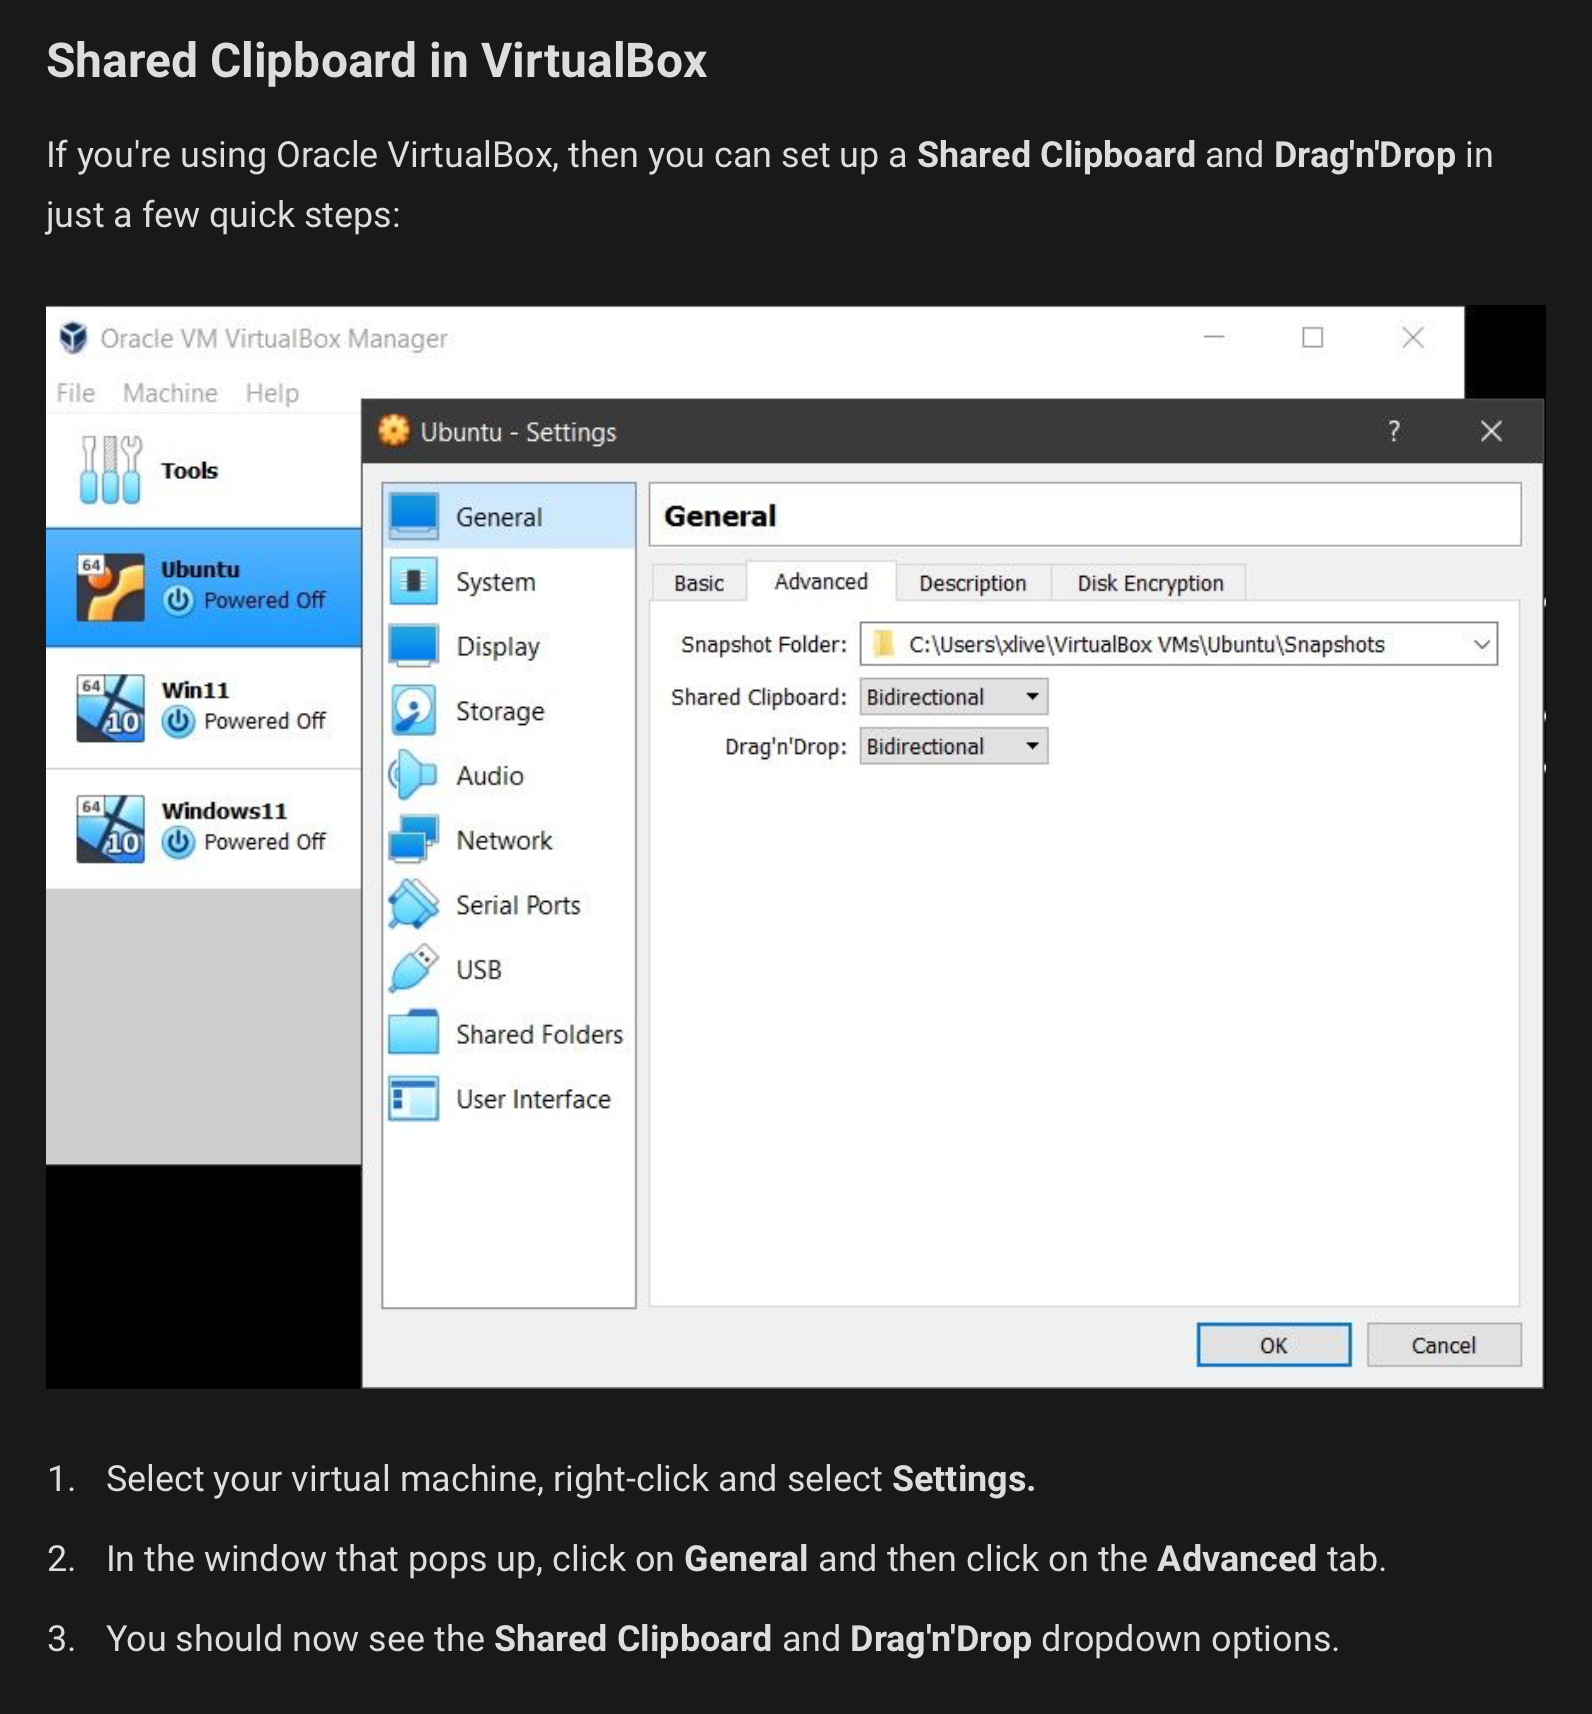 Shared Clipboard in VirtualBox
If you're using Oracle VirtualBox, then you can set up a Shared Clipboard and Drag'n'Drop in
just a few quick steps:
Oracle VM VirtualBox Manager
File Machine Help
Tools
64 Ubuntu
Powered Off
64 Win11
10 Powered Off
64 Windows11
10 Powered Off
Ubuntu - Settings ?
General
System
Display
Storage
Audio
Network
Serial Ports
USB
Shared Folders
User Interface
General
Basic Advanced Description Disk Encryption
Snapshot Folder: C:\Users\xlive\VirtualBox VMs\Ubuntu\Snapshots
Shared Clipboard: Bidirectional
Drag'n'Drop: Bidirectional
OK Cancel
1. Select your virtual machine, right-click and select Settings.
2. In the window that pops up, click on General and then click on the Advanced tab.
3. You should now see the Shared Clipboard and Drag'n'Drop dropdown options.